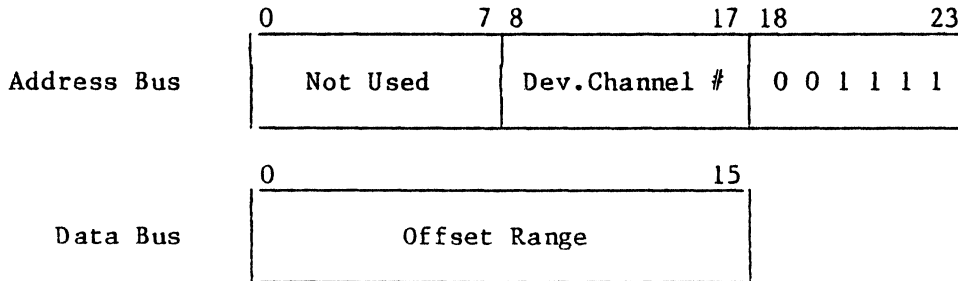 0 7 8 17 18 23
Address Bus Not Used Dev.Channel # 0 0 1 1 1 1
0 15
Data Bus Offset Range